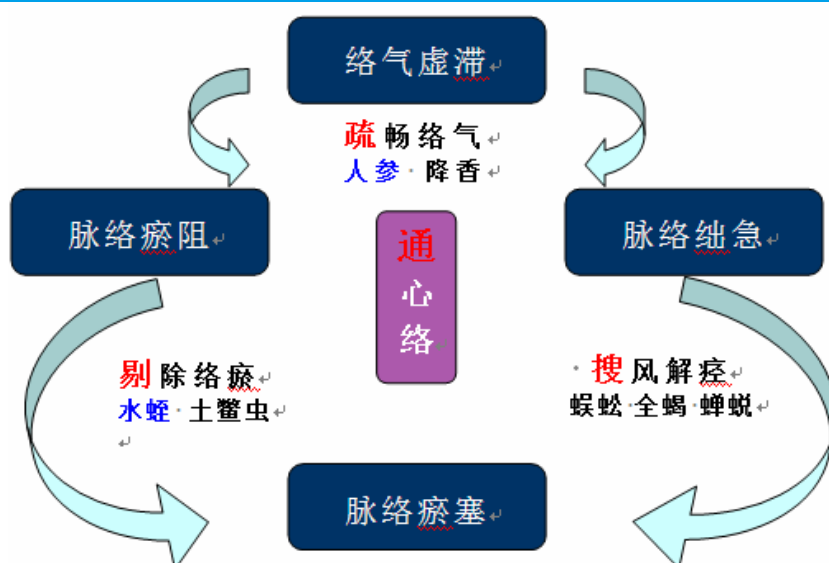 络气虚滞
疏畅络气
人参·降香
脉络瘀阻
脉络绌急
通
心
络
剔除络瘀
水蛭·土鳖虫
·搜风解痉
蜈蚣·全蝎·蝉蜕
脉络瘀塞